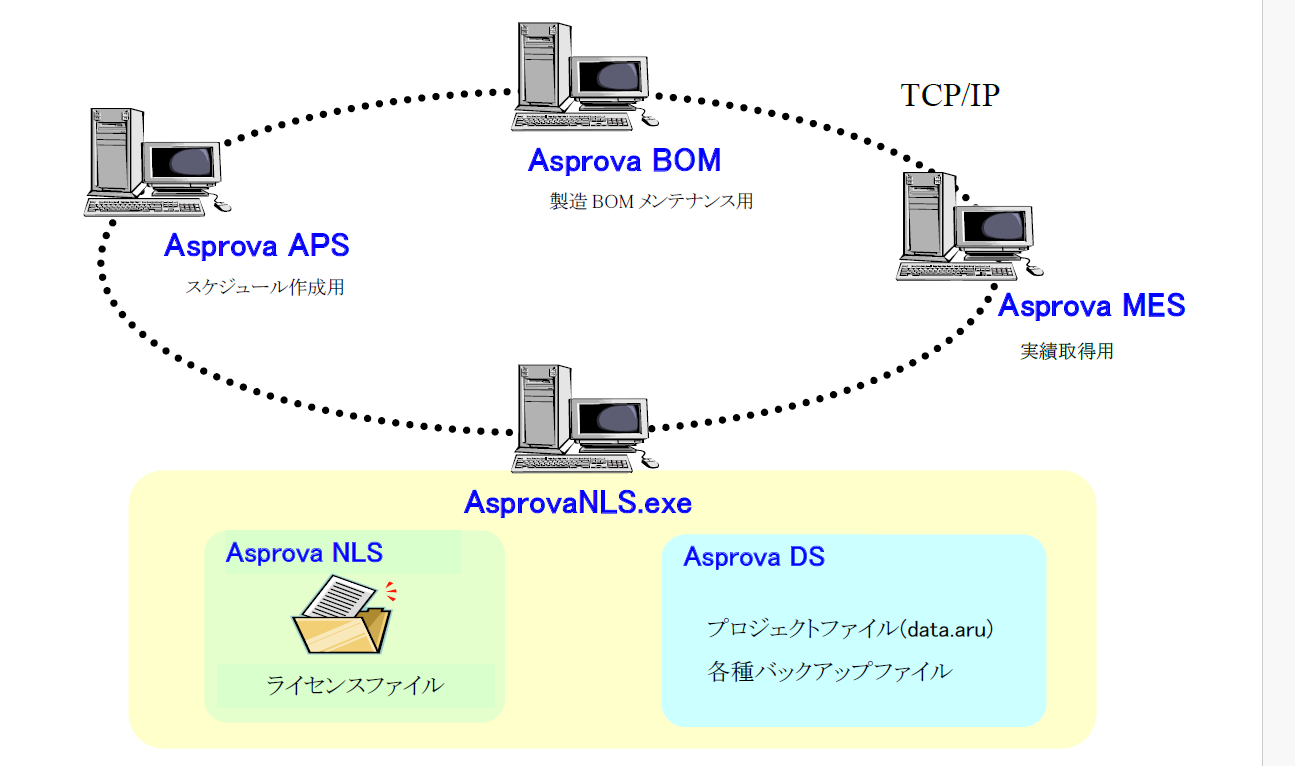 TCP/IP
Asprova BOM
製造 BOM メンテナンス用
Asprova APS
スケジュール作成用
Asprova MES
実績取得用
AsprovaNLS.exe
Asprova NLS
ライセンスファイル
Asprova DS
プロジェクトファイル(data.aru)
各種バックアップファイル